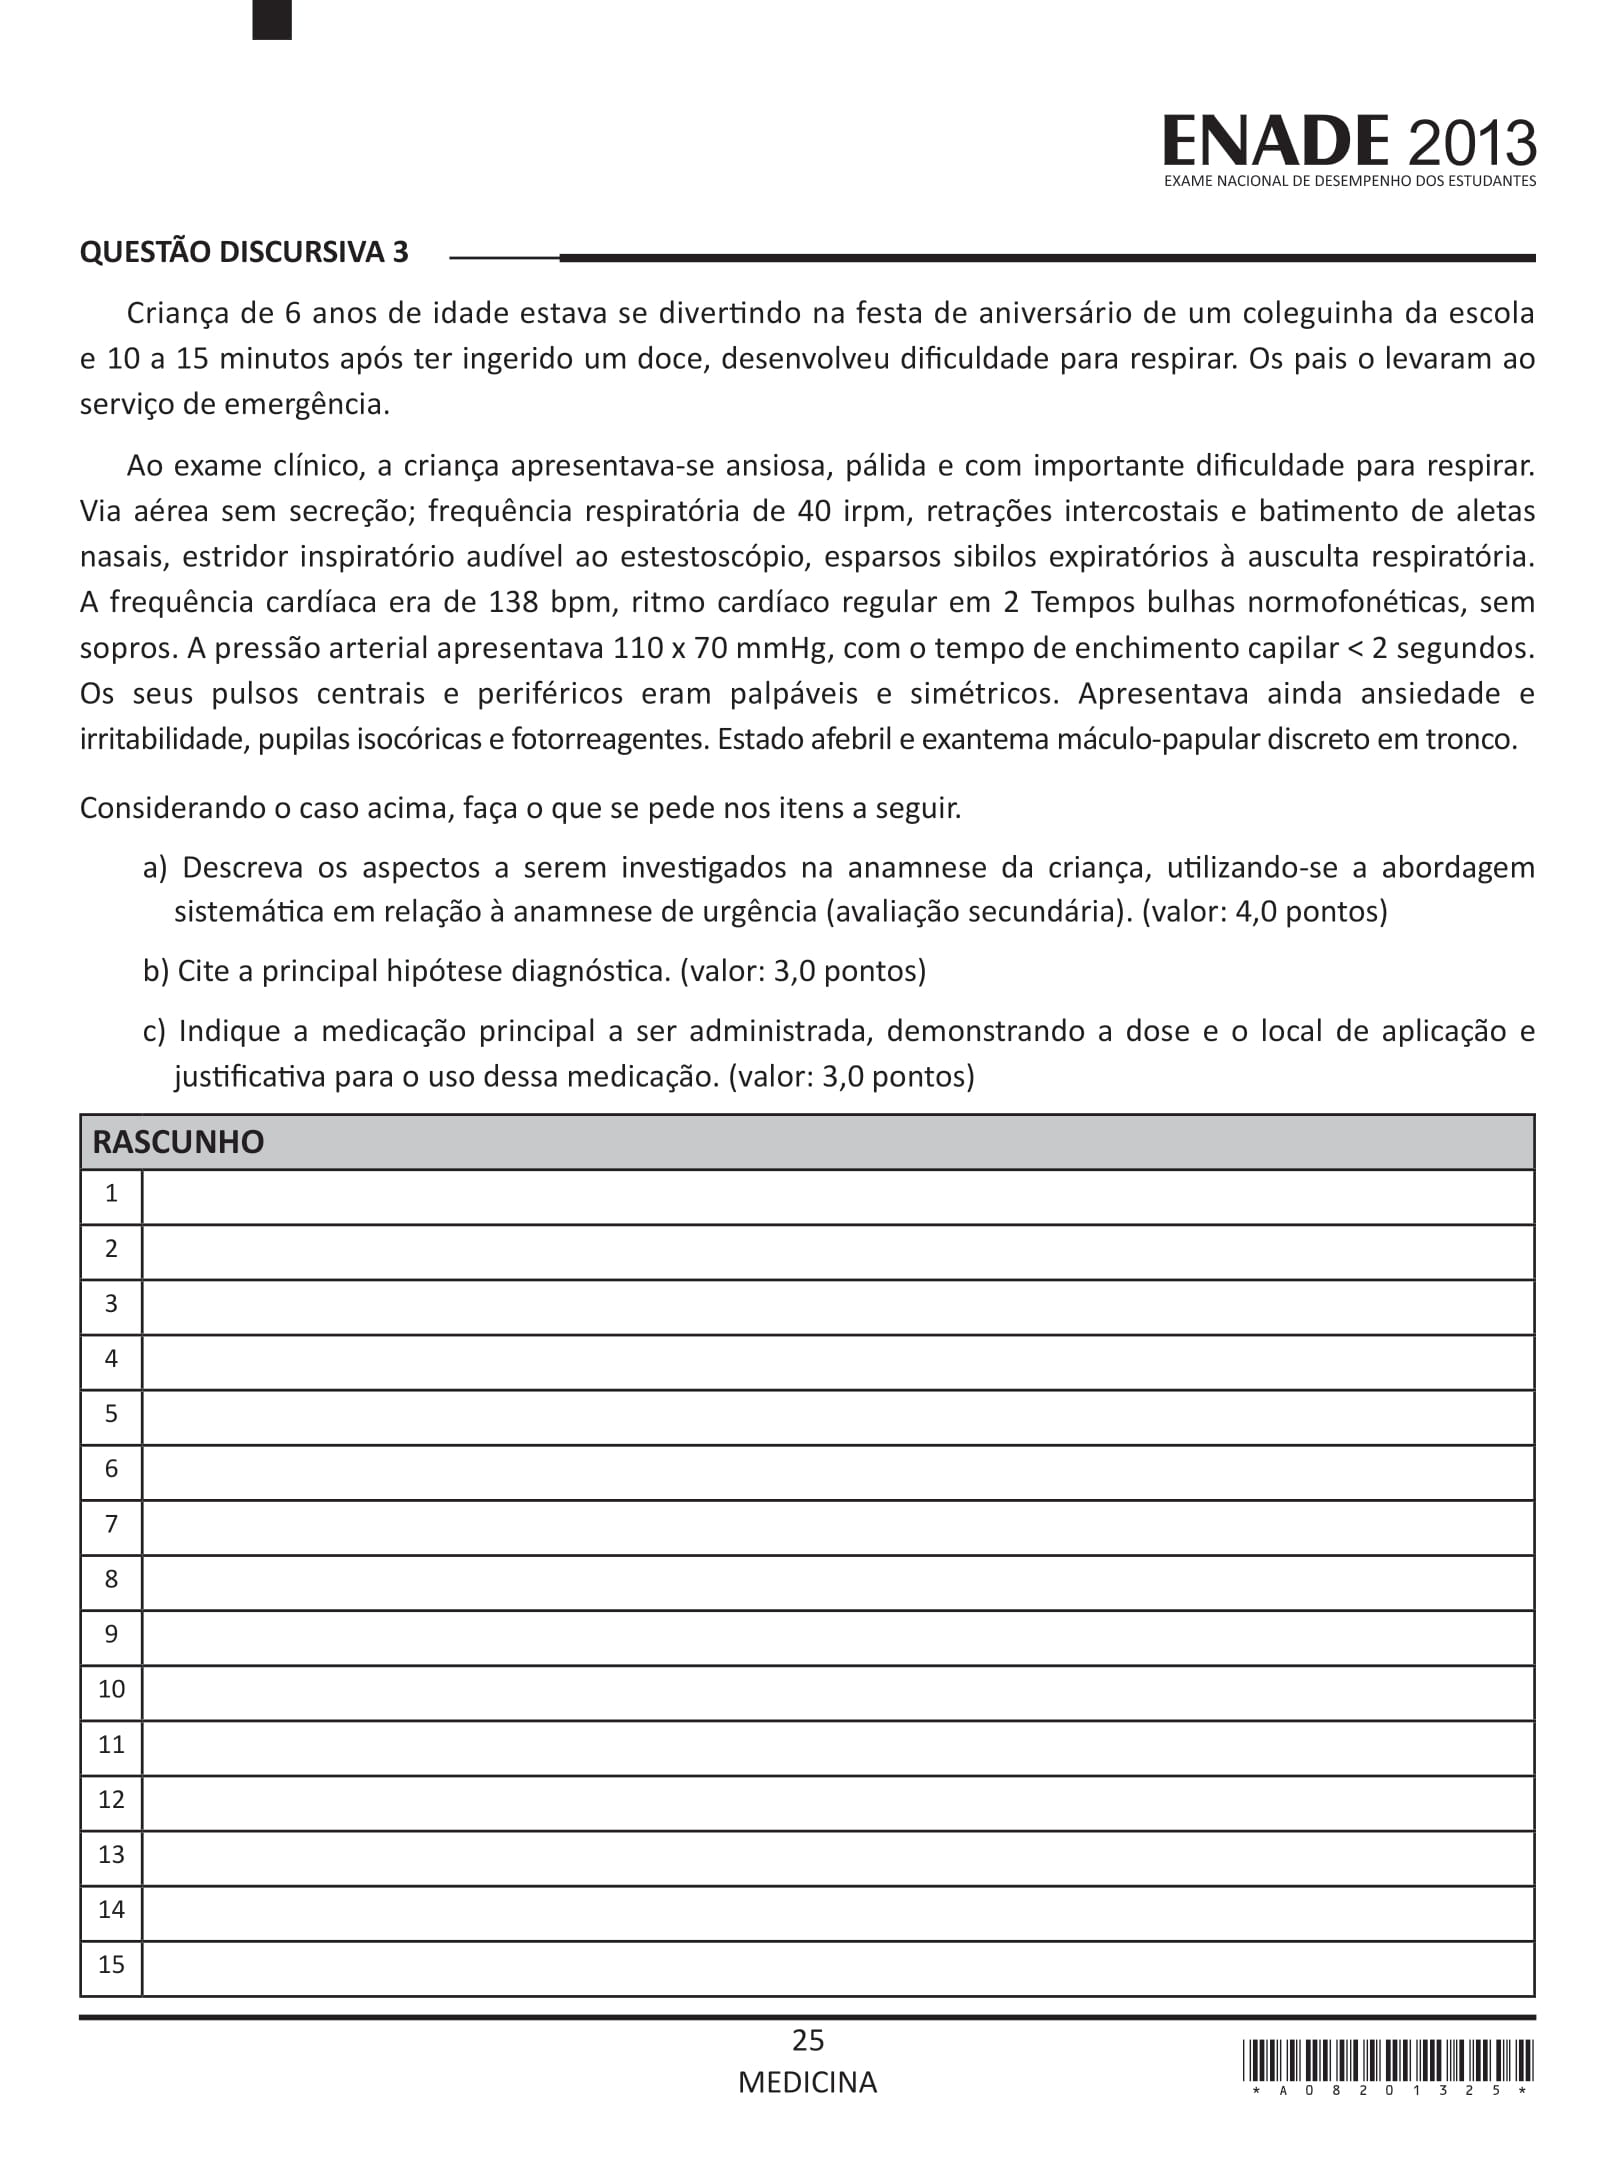 ENADE 2013
EXAME NACIONAL DE DESEMPENHO DOS ESTUDANTES
QUESTÃO DISCURSIVA 3
Criança de 6 anos de idade estava se divertindo na festa de aniversário de um coleguinha da escola
e 10 a 15 minutos após ter ingerido um doce, desenvolveu dificuldade para respirar. Os pais o levaram ao
serviço de emergência.
Ao exame clínico, a criança apresentava-se ansiosa, pálida e com importante dificuldade para respirar.
Via aérea sem secreção; frequência respiratória de 40 irpm, retrações intercostais e batimento de aletas
nasais, estridor inspiratório audível ao estestoscópio, esparsos sibilos expiratórios à ausculta respiratória.
A frequência cardíaca era de 138 bpm, ritmo cardíaco regular em 2 Tempos bulhas normofonéticas, sem
sopros. A pressão arterial apresentava 110 x 70 mmHg, com o tempo de enchimento capilar < 2 segundos.
Os seus pulsos centrais e periféricos eram palpáveis e simétricos. Apresentava ainda ansiedade e
irritabilidade, pupilas isocóricas e fotorreagentes. Estado afebril e exantema máculo-papular discreto em tronco.
Considerando o caso acima, faça o que se pede nos itens a seguir.
a) Descreva os aspectos a serem investigados na anamnese da criança, utilizando-se a abordagem
sistemática em relação à anamnese de urgência (avaliação secundária). (valor: 4,0 pontos)
b) Cite a principal hipótese diagnóstica. (valor: 3,0 pontos)
c) Indique a medicação principal a ser administrada, demonstrando a dose e o local de aplicação e
justificativa para o uso dessa medicação. (valor: 3,0 pontos)
RASCUNHO
1
2
3
4
5
6
7
8
9
10
11
12
13
14
15
25
MEDICINA
* A 0 8 2 0 1 3 2 5 *